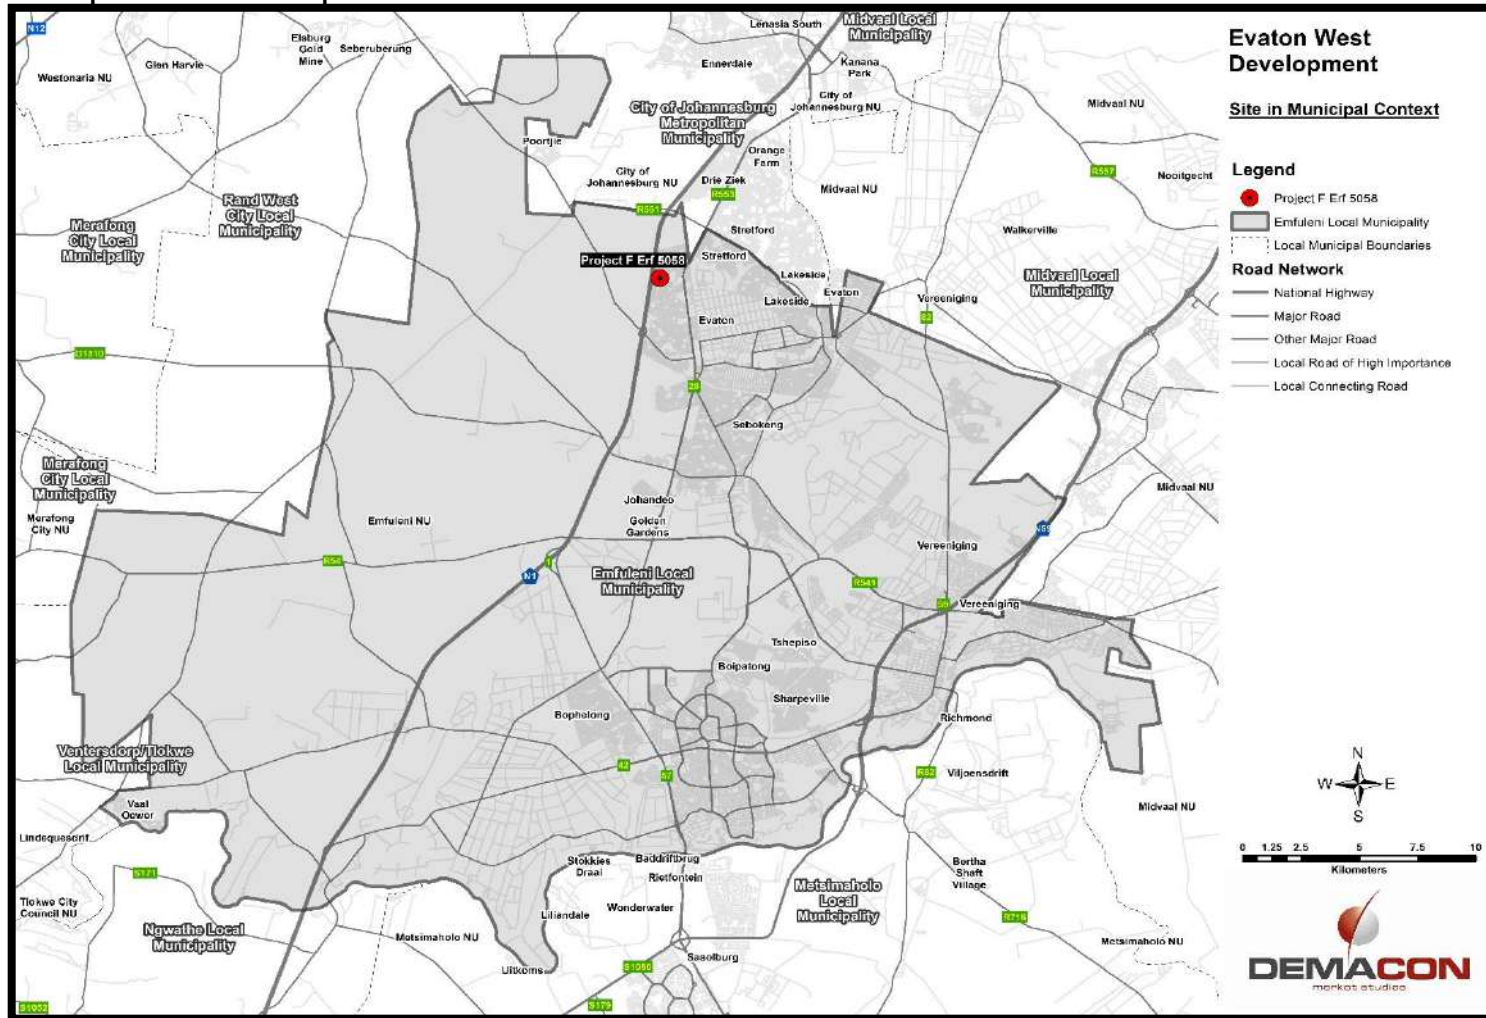 Evaton West
Development
Site in Municipal Context
Legend
Project F Erf 5058
Emfuleni Local Municipality
Local Municipal Boundaries
Road Network
National Highway
Major Road
Other Major Road
Local Road of High Importance
Local Connecting Road
N
W E
S
0 1.25 2.5 5 7.5 10
Kilometers
DEMACON
market studies
N12
Elsburg
Gold
Mine
Seberuberung
Glen Harvie
Westonaria NU
Lenasia South
Midvaal Local
Municipality
Ennerdale
Kanana
Park
City of
Johannesburg NU
Midvaal NU
City of Johannesburg
Metropolitan
Municipality
Poortjie
Orange
Farm
R557
Nooitgecht
City of
Johannesburg NU
Drie Ziek
R553
Midvaal NU
Rand West
City Local
Municipality
Merafong
City Local
Municipality
R551
Stretford
Walkerville
Stretford
Project F Erf 5058
Lakeside
Midvaal Local
Municipality
Evaton
Lakeside
Vereeniging
Evaton
82
28
Sebokeng
Merafong
City Local
Municipality
Merafong
City NU
Midvaal NU
Johandeo
Emfuleni NU
Golden
Gardens
Vereeniging
R54
1
N1
Emfuleni Local
Municipality
Vereeniging
Tshepiso
Boipatong
Sharpeville
Bophelong
Richmond
Ventersdorp/Tlokwe
Local Municipality
42
57
R82
Viljoensdrift
Vaal
Oewer
Midvaal NU
Stokkies
Draai
Baddriftbrug
Rietfontein
Bertha
Shaft
Village
S171
Metsimaholo
Local
Municipality
Tlokwe City
Council NU
Wonderwater
Liliandale
R716
Ngwathe Local
Municipality
Metsimaholo NU
Metsimaholo NU
Sasolburg
Uitkoms
S179